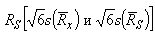 R_S[√6s(R̅_x) и √6s(R̅_S)]